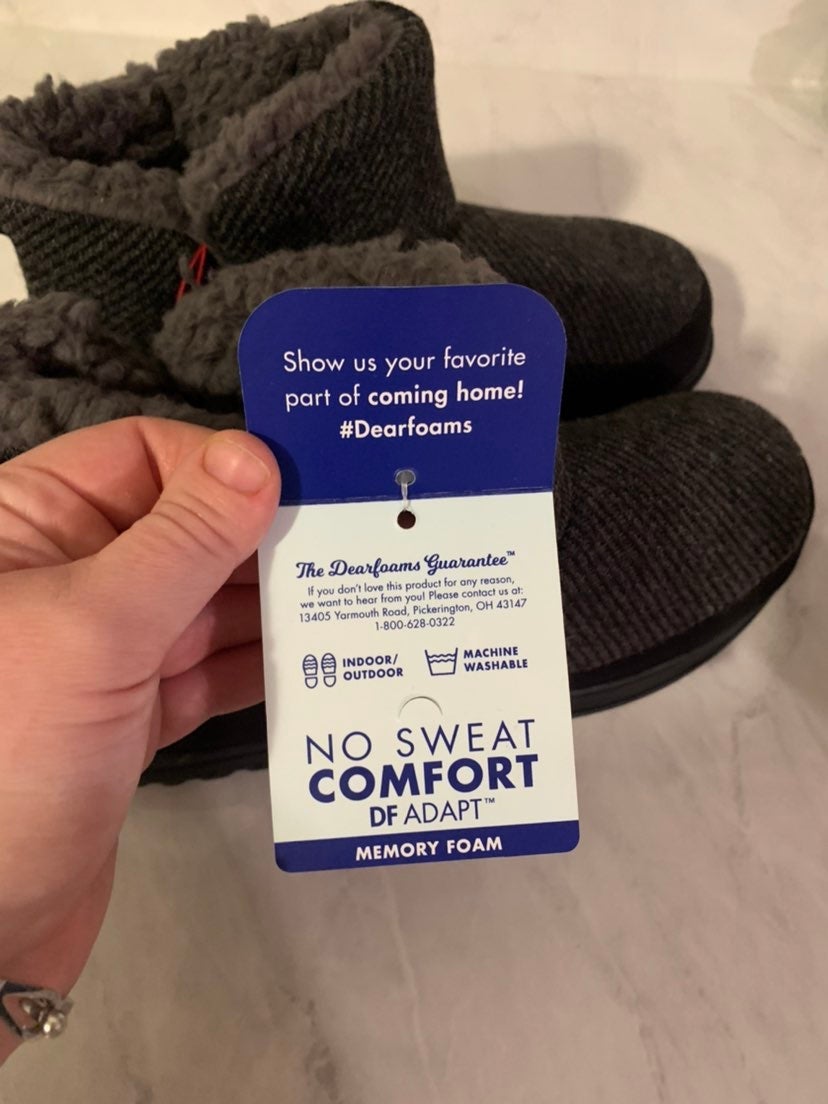 Show us your favorite
part of coming home!
#Dearfoams
The Dearfoams Guarantee™
If you don't love this product for any reason,
we want to hear from you! Please contact us at:
13405 Yarmouth Road, Pickerington, OH 43147
1-800-628-0322
INDOOR/
OUTDOOR
MACHINE
WASHABLE
NO SWEAT
COMFORT
DF ADAPT™
MEMORY FOAM